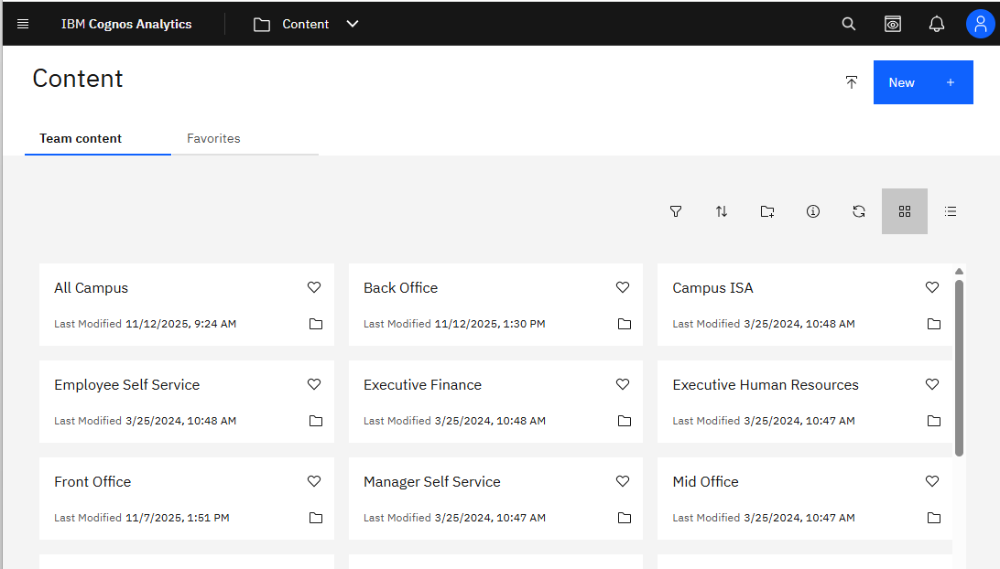 IBM Cognos Analytics
Content
Content
New +
Team content
Favorites
All Campus
Last Modified 11/12/2025, 9:24 AM
Back Office
Last Modified 11/12/2025, 1:30 PM
Campus ISA
Last Modified 3/25/2024, 10:48 AM
Employee Self Service
Last Modified 3/25/2024, 10:48 AM
Executive Finance
Last Modified 3/25/2024, 10:48 AM
Executive Human Resources
Last Modified 3/25/2024, 10:47 AM
Front Office
Last Modified 11/7/2025, 1:51 PM
Manager Self Service
Last Modified 3/25/2024, 10:47 AM
Mid Office
Last Modified 3/25/2024, 10:47 AM